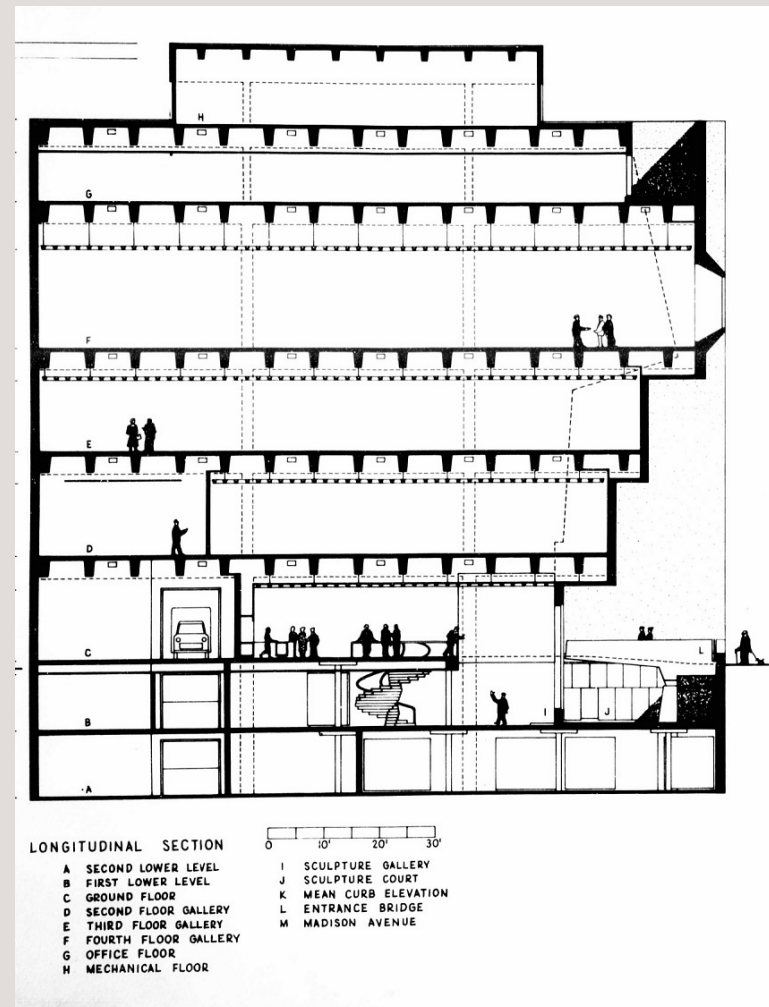 H
G
F
E
D
C
L
B
I
J
A
LONGITUDINAL SECTION
0 10' 20' 30'
A SECOND LOWER LEVEL
B FIRST LOWER LEVEL
C GROUND FLOOR
D SECOND FLOOR GALLERY
E THIRD FLOOR GALLERY
F FOURTH FLOOR GALLERY
G OFFICE FLOOR
H MECHANICAL FLOOR
I SCULPTURE GALLERY
J SCULPTURE COURT
K MEAN CURB ELEVATION
L ENTRANCE BRIDGE
M MADISON AVENUE